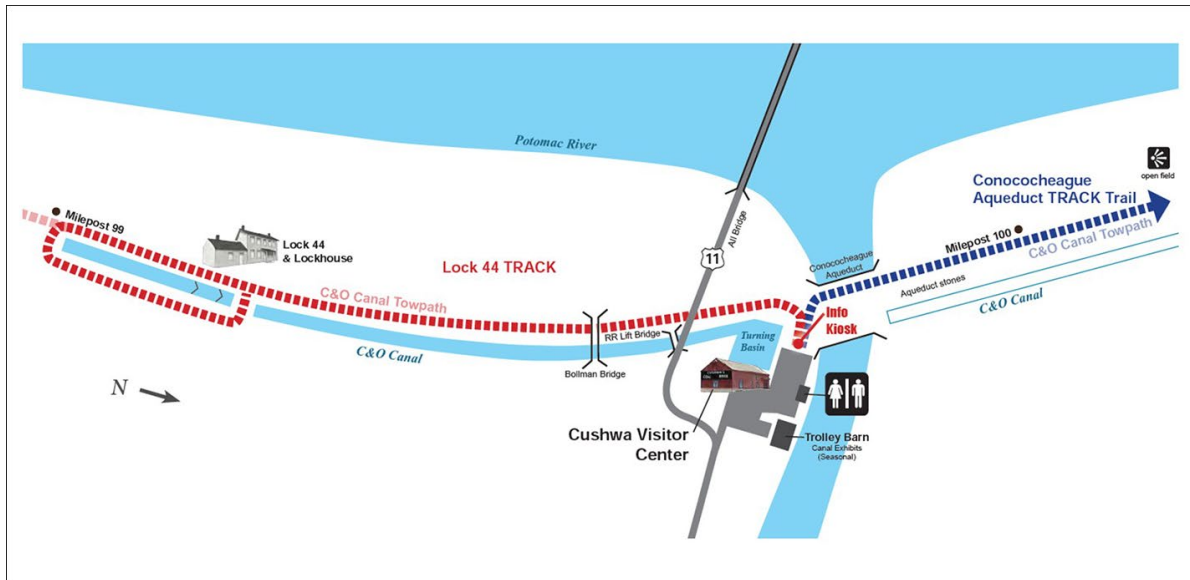 Potomac River
Milepost 99
Lock 44
& Lockhouse
Lock 44 TRACK
C&O Canal Towpath
C&O Canal
N
RR Lift Bridge
Bollman Bridge
11
All Bridge
Turning
Basin
Cushwa Visitor
Center
Info
Kiosk
Trolley Barn
Canal Exhibits
(Seasonal)
Conococheague
Aqueduct
Conococheague
Aqueduct TRACK Trail
open field
Milepost 100
C&O Canal Towpath
Aqueduct stones
C&O Canal